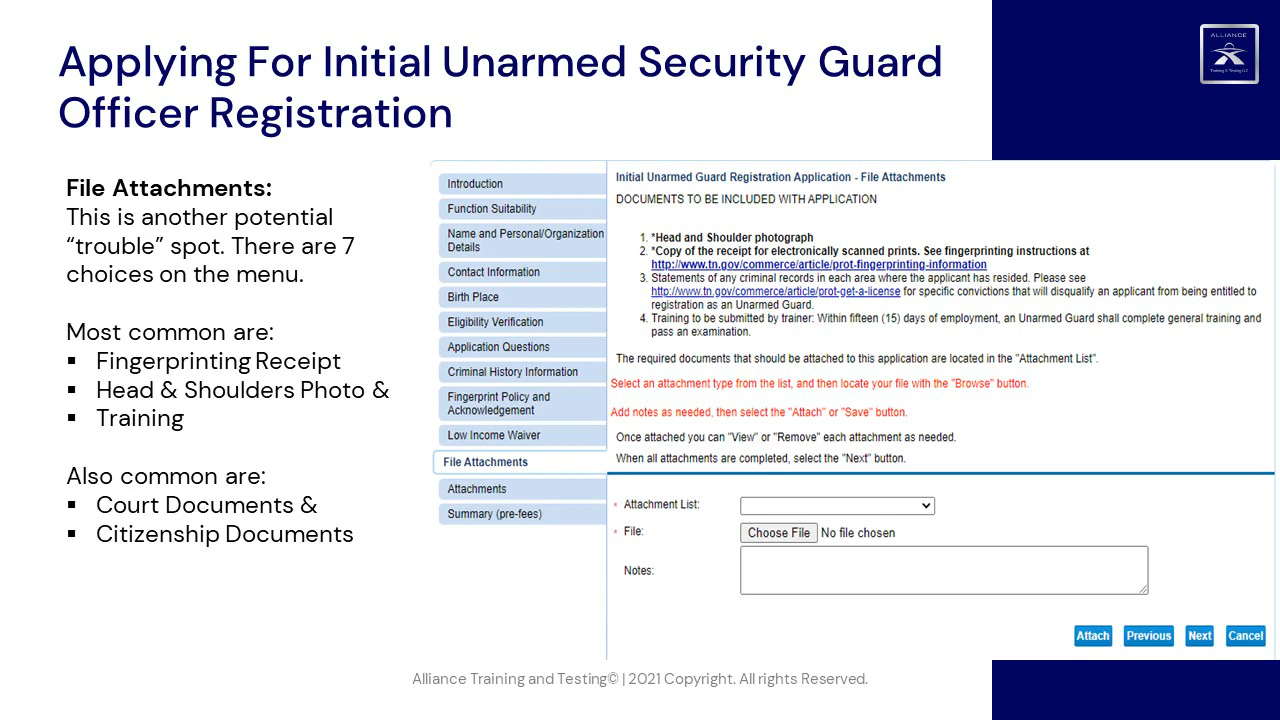 Applying For Initial Unarmed Security Guard
Officer Registration
ALLIANCE
Training & Testing LLC
File Attachments:
This is another potential
“trouble” spot. There are 7
choices on the menu.
Most common are:
▪ Fingerprinting Receipt
▪ Head & Shoulders Photo &
▪ Training
Also common are:
▪ Court Documents &
▪ Citizenship Documents
Introduction
Function Suitability
Name and Personal/Organization
Details
Contact Information
Birth Place
Eligibility Verification
Application Questions
Criminal History Information
Fingerprint Policy and
Acknowledgement
Low Income Waiver
File Attachments
Attachments
Summary (pre-fees)
Initial Unarmed Guard Registration Application - File Attachments
DOCUMENTS TO BE INCLUDED WITH APPLICATION
1. *Head and Shoulder photograph
2. *Copy of the receipt for electronically scanned prints. See fingerprinting instructions at
http://www.tn.gov/commerce/article/prot-fingerprinting-information
3. Statements of any criminal records in each area where the applicant has resided. Please see
http://www.tn.gov/commerce/article/prot-get-a-license for specific convictions that will disqualify an applicant from being entitled to
registration as an Unarmed Guard.
4. Training to be submitted by trainer: Within fifteen (15) days of employment, an Unarmed Guard shall complete general training and
pass an examination.
The required documents that should be attached to this application are located in the "Attachment List".
Select an attachment type from the list, and then locate your file with the "Browse" button.
Add notes as needed, then select the "Attach" or "Save" button.
Once attached you can "View" or "Remove" each attachment as needed.
When all attachments are completed, select the "Next" button.
* Attachment List:
* File: Choose File No file chosen
Notes:
Attach Previous Next Cancel
Alliance Training and Testing© | 2021 Copyright. All rights Reserved.